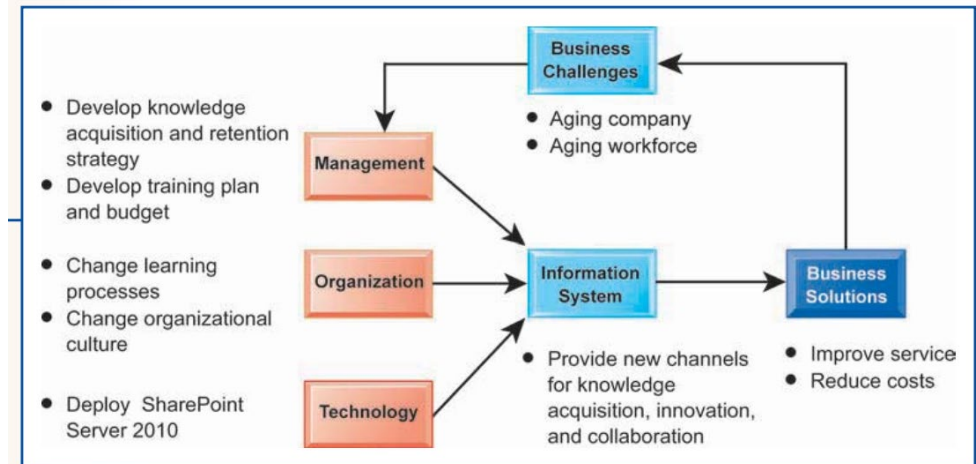 Business
Challenges
● Aging company
● Aging workforce
● Develop knowledge
acquisition and retention
strategy
● Develop training plan
and budget
Management
● Change learning
processes
● Change organizational
culture
Organization
Information
System
Business
Solutions
● Provide new channels
for knowledge
acquisition, innovation,
and collaboration
● Improve service
● Reduce costs
● Deploy SharePoint
Server 2010
Technology